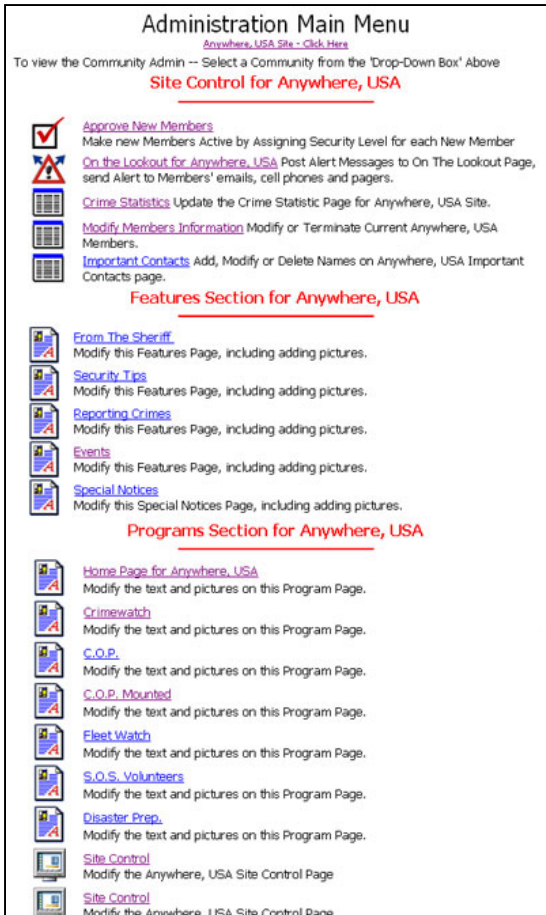 Administration Main Menu
Anywhere, USA Site - Click Here
To view the Community Admin -- Select a Community from the 'Drop-Down Box' Above
Site Control for Anywhere, USA
Approve New Members
Make new Members Active by Assigning Security Level for each New Member
On the Lookout for Anywhere, USA Post Alert Messages to On The Lookout Page,
send Alert to Members' emails, cell phones and pagers.
Crime Statistics Update the Crime Statistic Page for Anywhere, USA Site.
Modify Members Information Modify or Terminate Current Anywhere, USA
Members.
Important Contacts Add, Modify or Delete Names on Anywhere, USA Important
Contacts page.
Features Section for Anywhere, USA
From The Sheriff
Modify this Features Page, including adding pictures.
Security Tips
Modify this Features Page, including adding pictures.
Reporting Crimes
Modify this Features Page, including adding pictures.
Events
Modify this Features Page, including adding pictures.
Special Notices
Modify this Special Notices Page, including adding pictures.
Programs Section for Anywhere, USA
Home Page for Anywhere, USA
Modify the text and pictures on this Program Page.
Crimewatch
Modify the text and pictures on this Program Page.
C.O.P.
Modify the text and pictures on this Program Page.
C.O.P. Mounted
Modify the text and pictures on this Program Page.
Fleet Watch
Modify the text and pictures on this Program Page.
S.O.S. Volunteers
Modify the text and pictures on this Program Page.
Disaster Prep.
Modify the text and pictures on this Program Page.
Site Control
Modify the Anywhere, USA Site Control Page
Site Control
Modify the Anywhere, USA Site Control Page